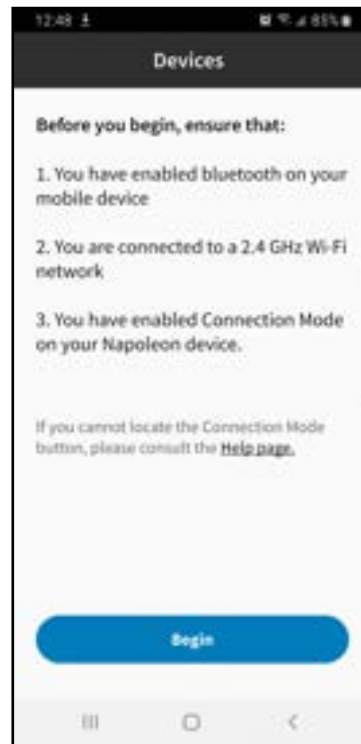 12:48
85%
Devices
Before you begin, ensure that:
1. You have enabled bluetooth on your
mobile device
2. You are connected to a 2.4 GHz Wi-Fi
network
3. You have enabled Connection Mode
on your Napoleon device.
If you cannot locate the Connection Mode
button, please consult the Help page.
Begin